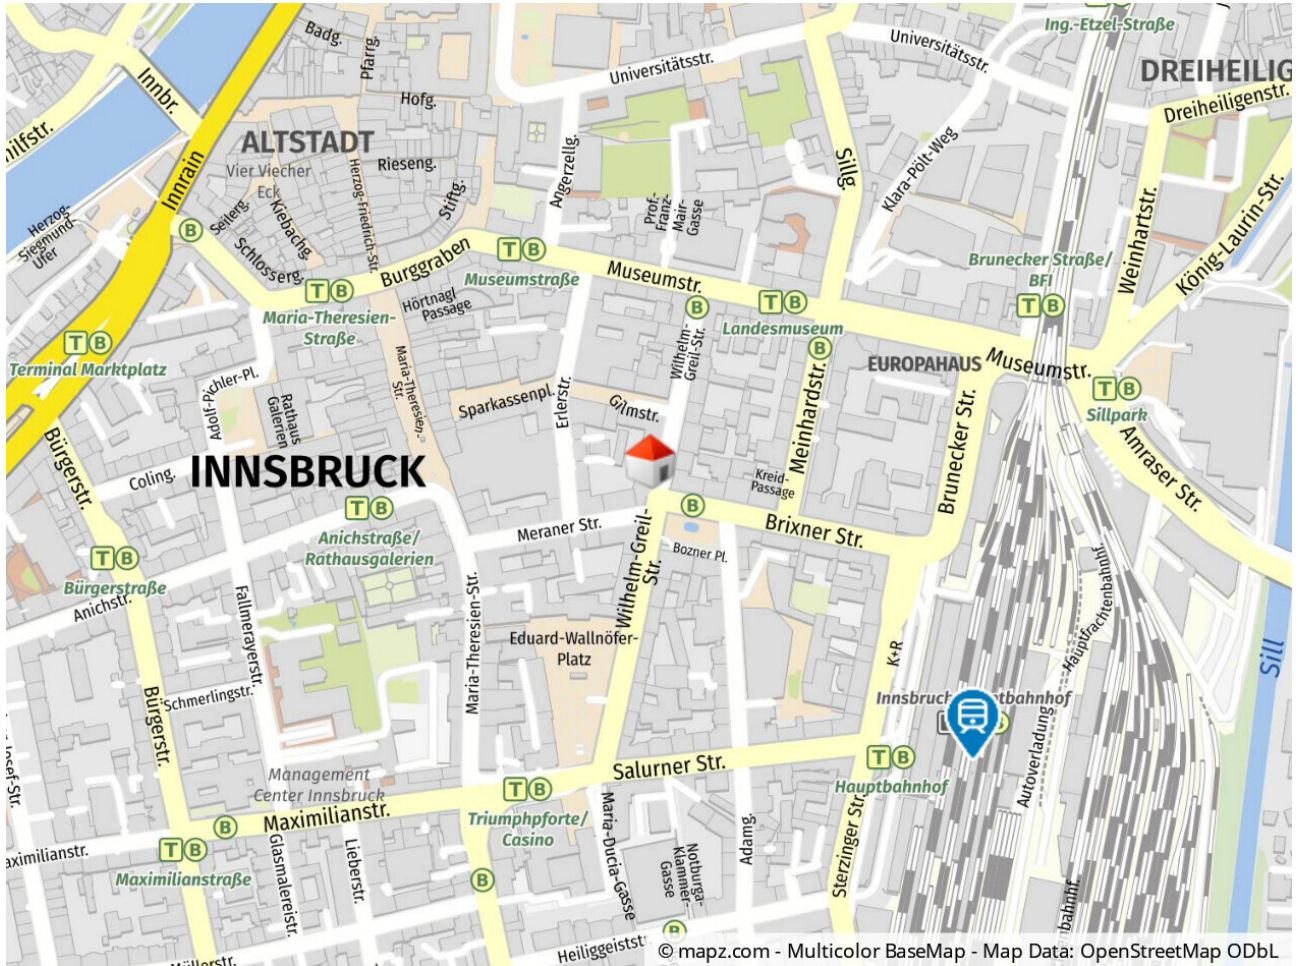 Badg.
Pfarrg.
Universitätsstr.
Universitätsstr.
Ing.-Etzel-Straße
DREIHEILIG
Dreiheiligenstr.
Innbr.
Hofg.
ALTSTADT
Vier Viecher
Eck
Rieseng.
Innrain
Herzog-Friedrich-Str.
Stiftg.
Angerzellg.
Sillg.
Klara-Pölt-Weg
Prof.-
Franz-
Mair-
Gasse
Weinhartstr.
König-Laurin-Str.
Herzog-
Siegmund-
Ufer
Seilerg.
Kiebachg.
Schlosserg.
B
Burggraben
T B
Museumstraße
Museumstr.
Brunecker Straße/
BFI
T B
T B
Maria-Theresien-
Straße
Hörtnagl
Passage
B
T B
Landesmuseum
B
T B
Terminal Marktplatz
Adolf-Pichler-Pl.
Rathaus
Galerien
Maria-Theresien-
Str.
Sparkassenpl.
Erlerstr.
Gilmstr.
Wilhelm-
Greil-Str.
Meinhardstr.
EUROPAHAUS
Museumstr.
T B
Sillpark
Brunecker Str.
Amraser Str.
Bürgerstr.
Coling.
INNSBRUCK
Kreid-
Passage
T B
Anichstraße/
Rathausgalerien
Meraner Str.
B
Brixner Str.
Bozner Pl.
Wilhelm-Greil-
Str.
T B
Bürgerstraße
Anichstr.
Fallmerayerstr.
Maria-Theresien-Str.
Eduard-Wallnöfer-
Platz
K+R
Hauptfrachtenbahnhf.
Sill
Schmerlingstr.
Bürgerstr.
Autoverladung
Salurner Str.
T B
Hauptbahnhof
Management
Center Innsbruck
T B
Triumphpforte/
Casino
Maximilianstr.
B
T B
Maximilianstraße
Glasmalereistr.
Lieberstr.
B
Maria-Ducia-Gasse
Notburga-
Klammer-
Gasse
Adamg.
Sterzinger Str.
B
Heiliggeiststr.
© mapz.com - Multicolor BaseMap - Map Data: OpenStreetMap ODbL